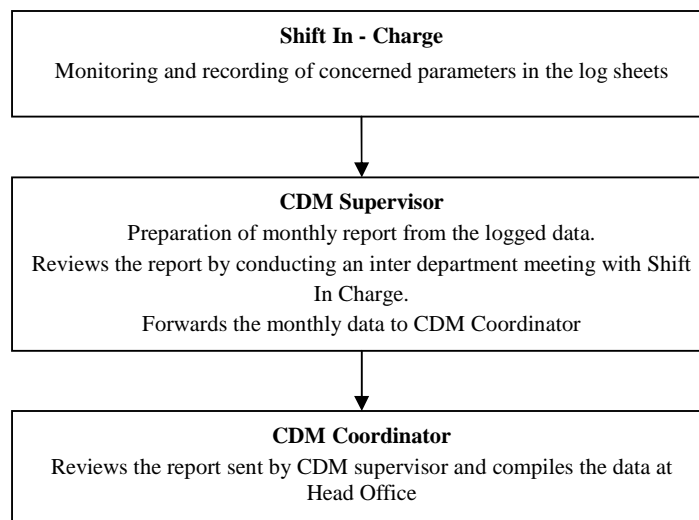 Shift In - Charge
Monitoring and recording of concerned parameters in the log sheets
CDM Supervisor
Preparation of monthly report from the logged data.
Reviews the report by conducting an inter department meeting with Shift
In Charge.
Forwards the monthly data to CDM Coordinator
CDM Coordinator
Reviews the report sent by CDM supervisor and compiles the data at
Head Office